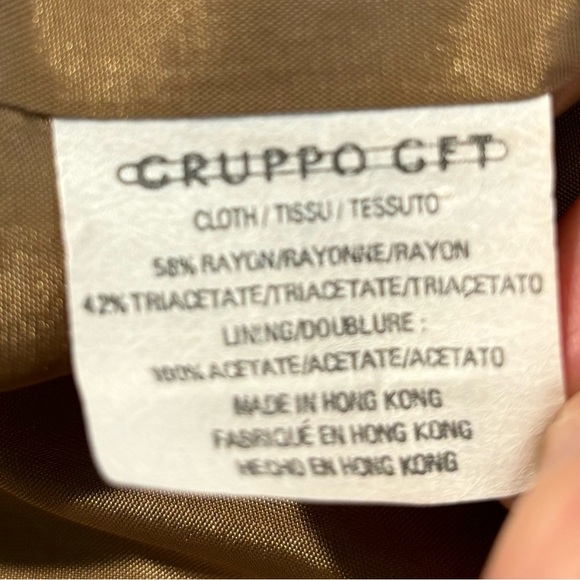 GRUPPO GFT
CLOTH / TISSU / TESSUTO
58% RAYON/RAYONNE/RAYON
42% TRIACETATE/TRIACETATE/TRIACETATO
LINING/DOUBLURE :
100% ACETATE/ACETATE/ACETATO
MADE IN HONG KONG
FABRIQUÉ EN HONG KONG
HECHO EN HONG KONG